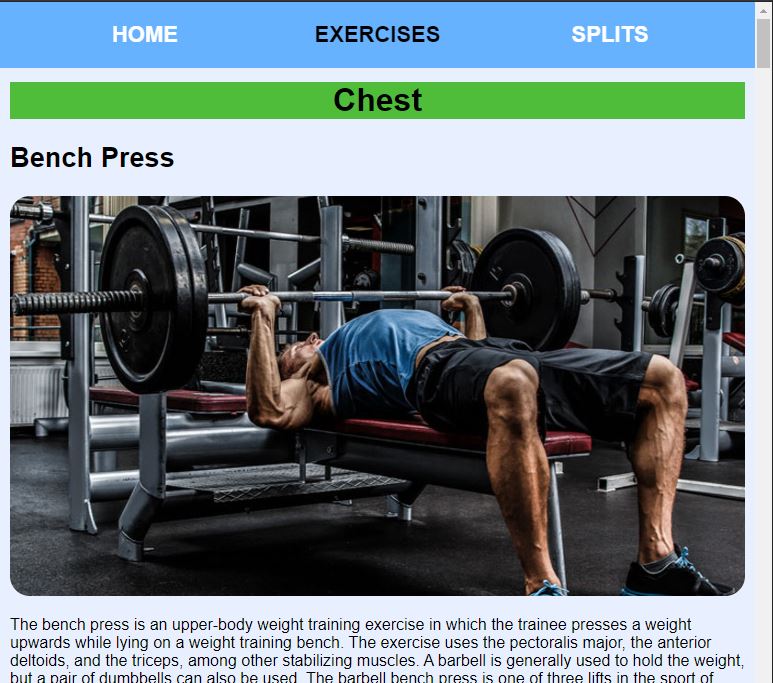 HOME EXERCISES SPLITS
Chest
Bench Press
The bench press is an upper-body weight training exercise in which the trainee presses a weight
upwards while lying on a weight training bench. The exercise uses the pectoralis major, the anterior
deltoids, and the triceps, among other stabilizing muscles. A barbell is generally used to hold the weight,
but a pair of dumbbells can also be used. The barbell bench press is one of three lifts in the sport of